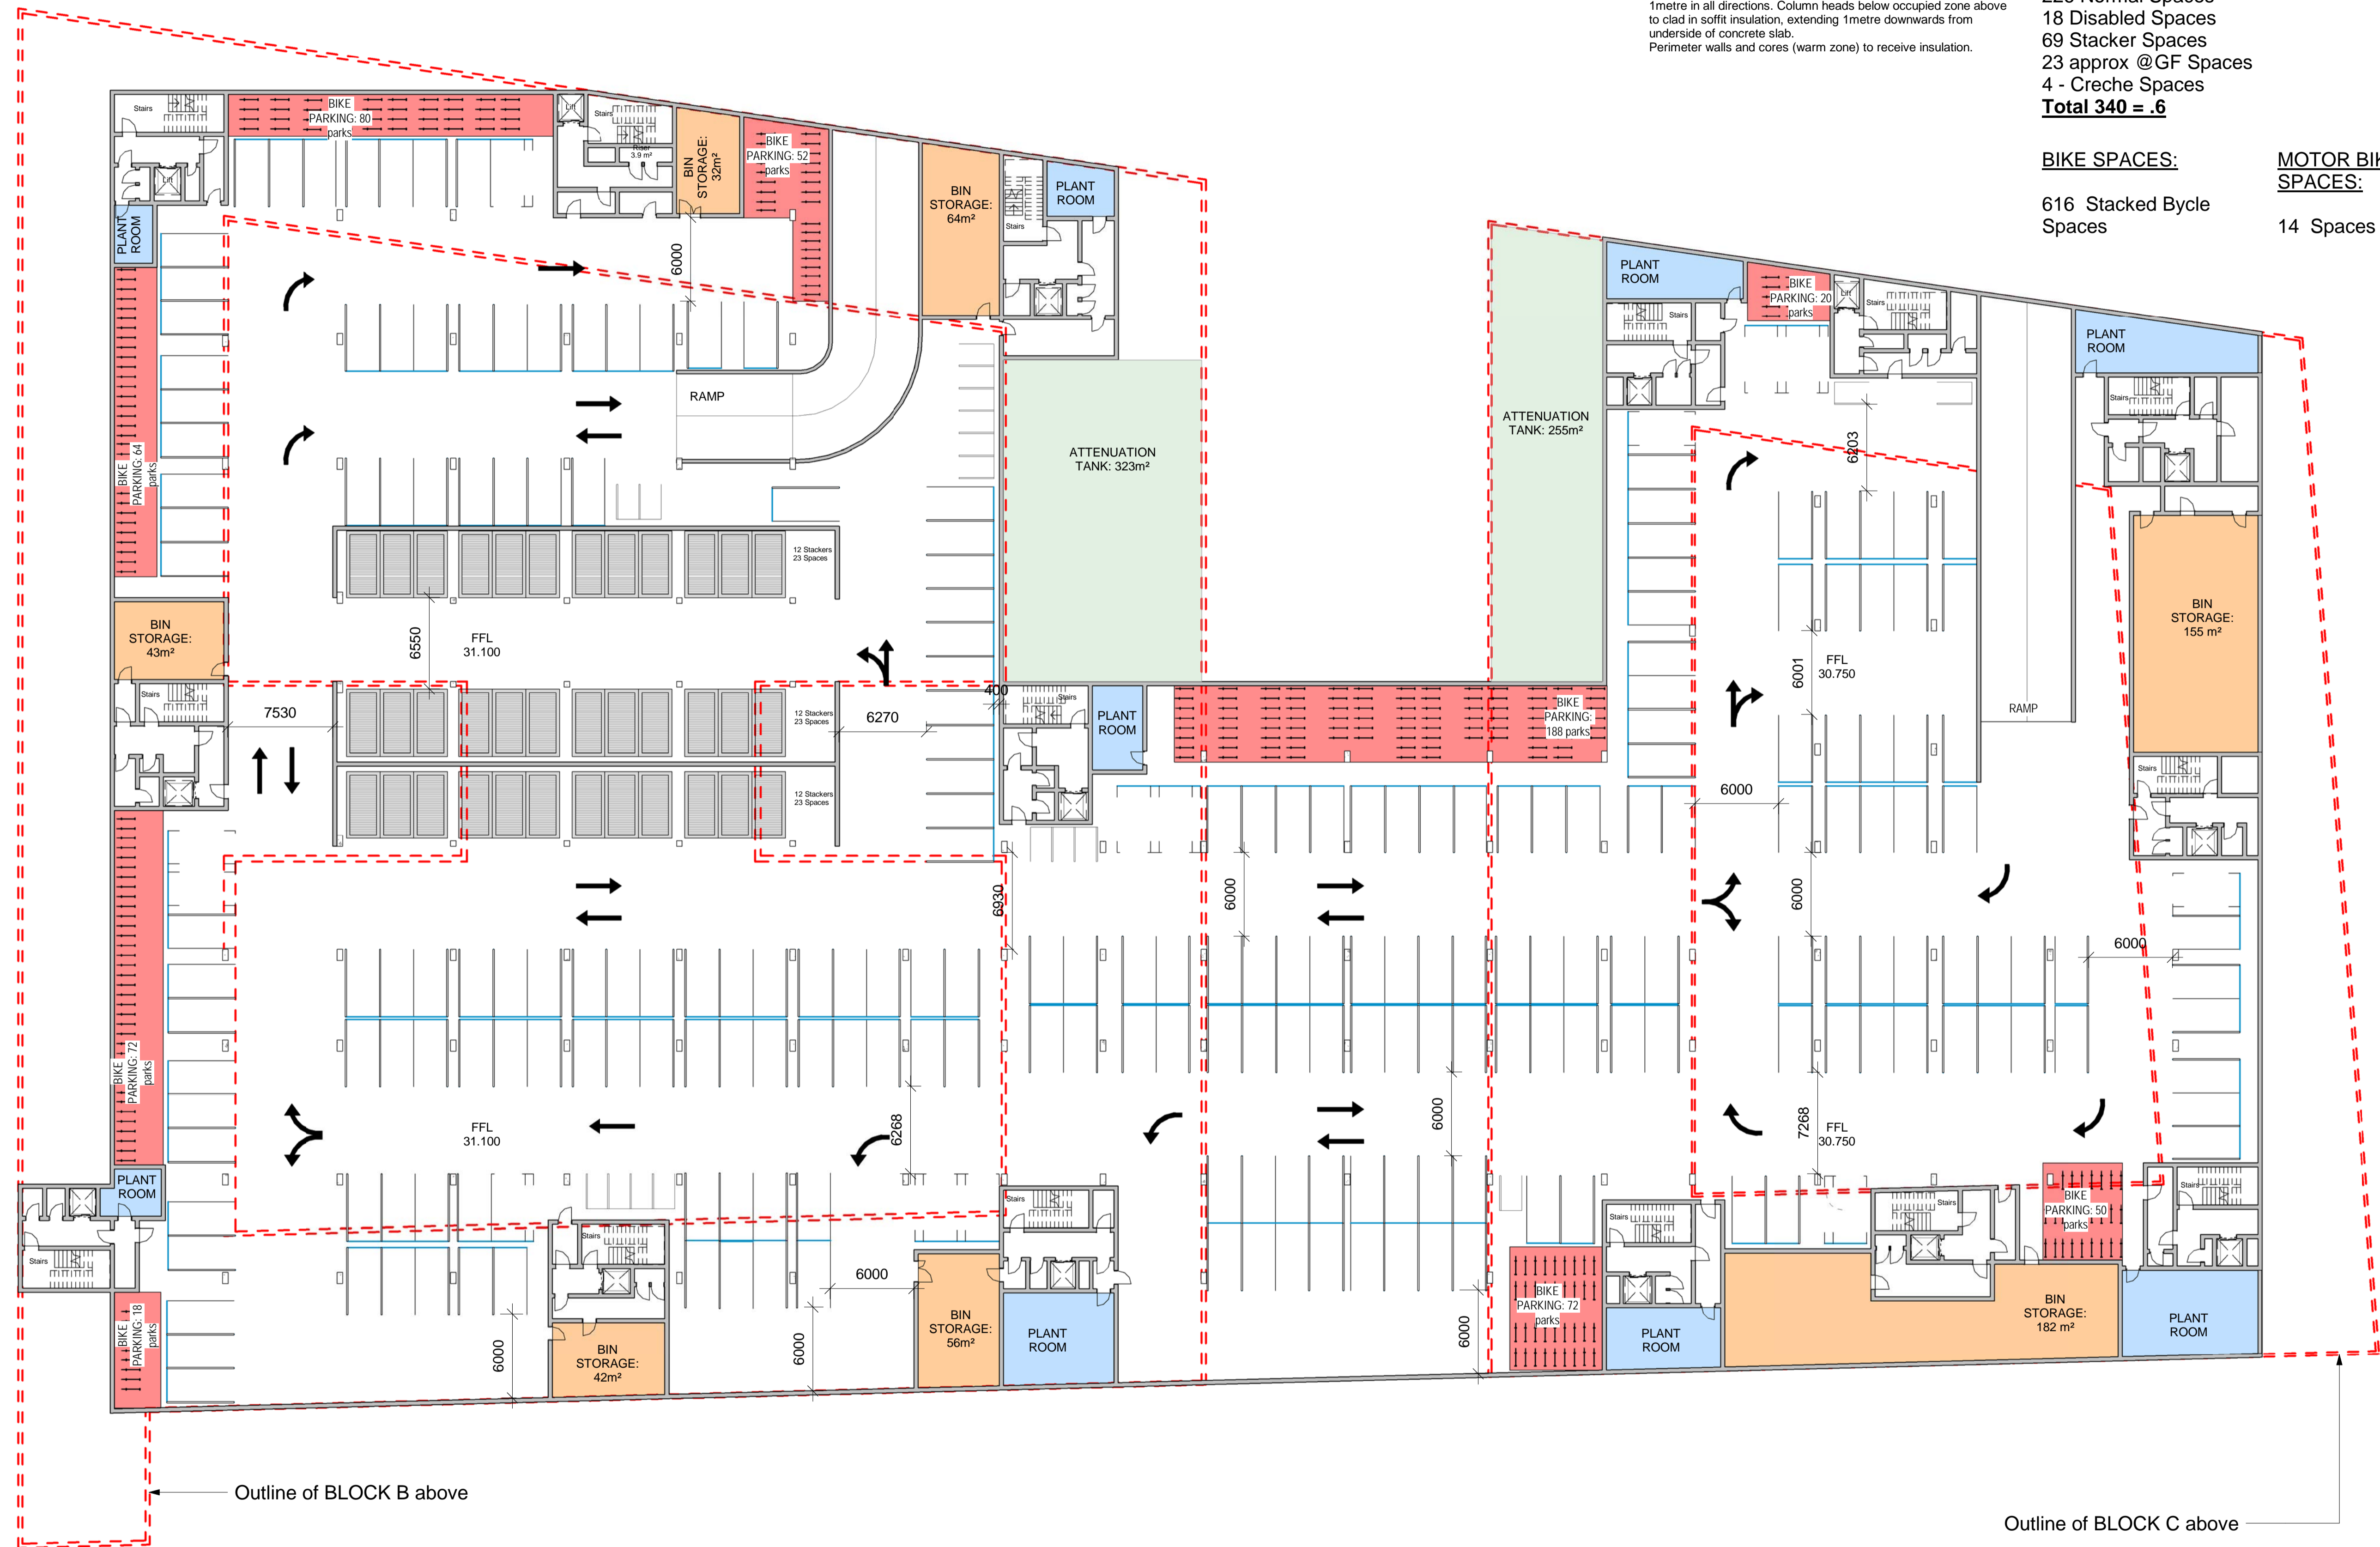 1metre in all directions. Column heads below occupied zone above
to clad in soffit insulation, extending 1metre downwards from
underside of concrete slab.
Perimeter walls and cores (warm zone) to receive insulation.
Normal Spaces
18 Disabled Spaces
69 Stacker Spaces
23 approx @GF Spaces
4 - Creche Spaces
Total 340 = .6
BIKE SPACES:
616 Stacked Bycle
Spaces
SPACES:
14 Spaces
Stairs
BIKE
PARKING: 80
parks
Lift
Stairs
Riser
3.9 m²
BIN
STORAGE:
32m²
BIKE
PARKING: 52
parks
BIN
STORAGE:
64m²
Stairs
PLANT
ROOM
Lift
PLANT
ROOM
6000
BIKE
PARKING: 64
parks
RAMP
ATTENUATION
TANK: 323m²
ATTENUATION
TANK: 255m²
PLANT
ROOM
BIKE
PARKING: 20
parks
Lift
Stairs
Stairs
PLANT
ROOM
Stairs
6203
12 Stackers
23 Spaces
BIN
STORAGE:
43m²
6550
FFL
31.100
6001
FFL
30.750
BIN
STORAGE:
155 m²
Stairs
7530
12 Stackers
23 Spaces
6270
400
Stairs
PLANT
ROOM
BIKE
PARKING:
188 parks
RAMP
12 Stackers
23 Spaces
6000
Stairs
6930
6000
6000
6000
BIKE
PARKING: 72
parks
FFL
31.100
6268
6000
7268
FFL
30.750
PLANT
ROOM
Stairs
Stairs
Stairs
Stairs
Stairs
BIKE
PARKING: 50
parks
Stairs
BIKE
PARKING: 18
parks
6000
BIN
STORAGE:
42m²
6000
6000
BIN
STORAGE:
56m²
PLANT
ROOM
6000
BIKE
PARKING: 72
parks
PLANT
ROOM
BIN
STORAGE:
182 m²
PLANT
ROOM
Outline of BLOCK B above
Outline of BLOCK C above